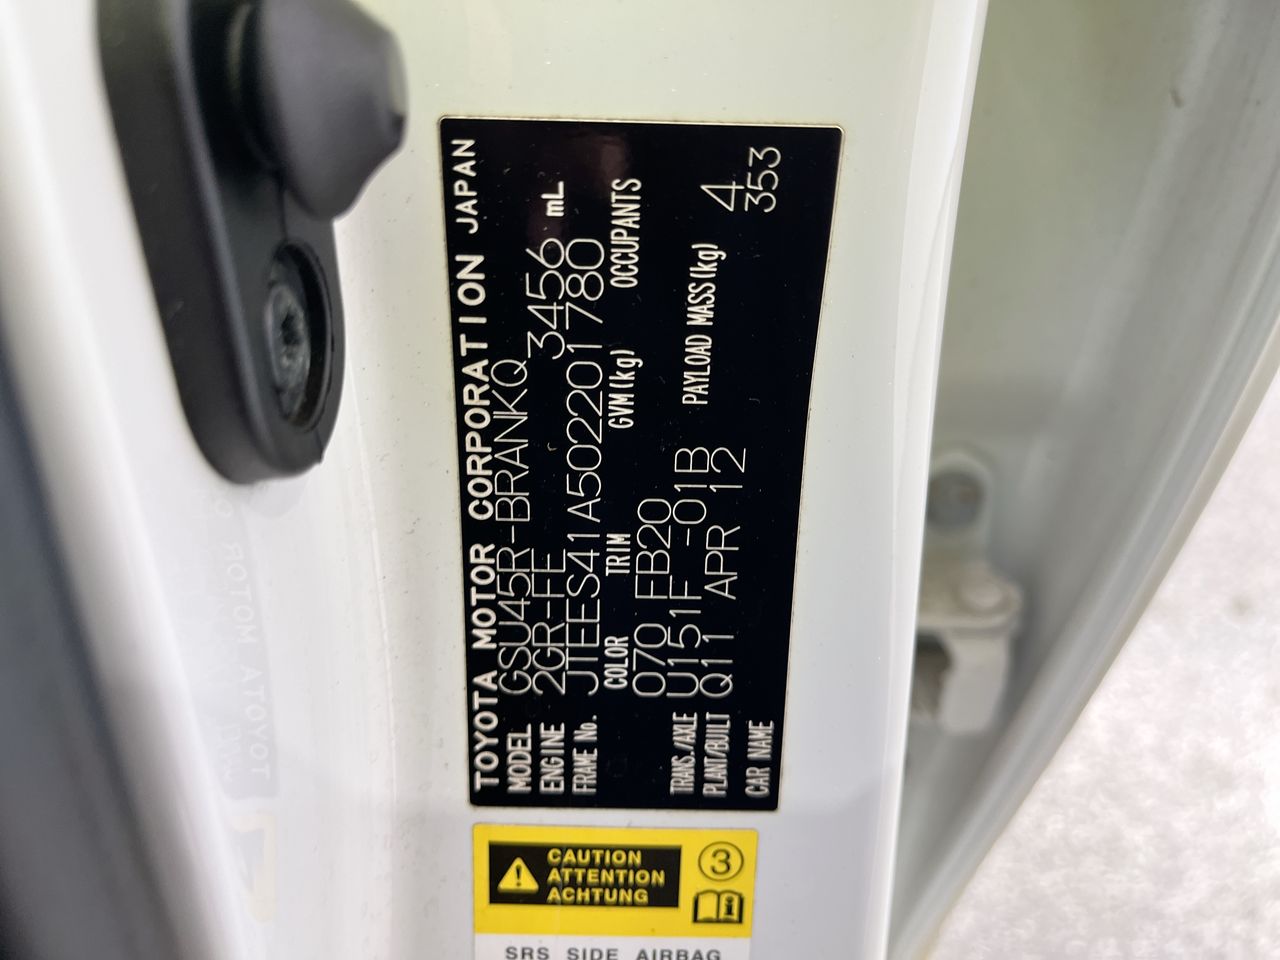 TOYOTA MOTOR CORPORATION JAPAN
MODEL GSU45R-BRANKQ
ENGINE 2GR-FE 3456 mL
FRAME No. JTEES41A502201780
COLOR TRIM GVM(kg) OCCUPANTS
070 FB20
TRANS./AXLE U151F -01B PAYLOAD MASS(kg) 4
PLANT/BUILT Q11 APR 12 353
CAR NAME
CAUTION
ATTENTION
ACHTUNG
3
SRS SIDE AIRBAG